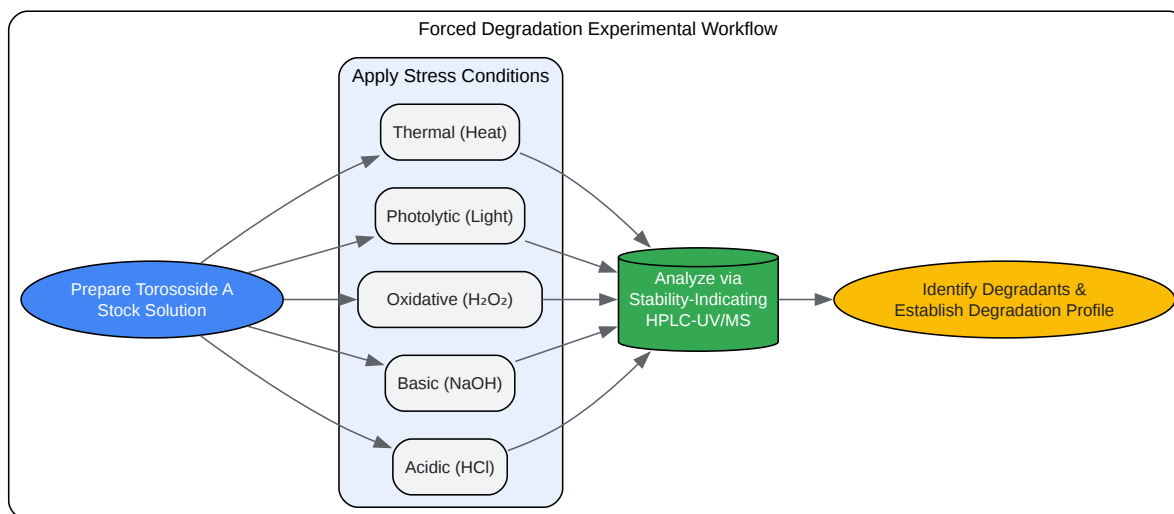 Forced Degradation Experimental Workflow
Apply Stress Conditions
Thermal (Heat)
Photolytic (Light)
Oxidative (H₂O₂)
Basic (NaOH)
Acidic (HCl)
Prepare Torososide A
Stock Solution
Analyze via
Stability-Indicating
HPLC-UV/MS
Identify Degradants &
Establish Degradation Profile